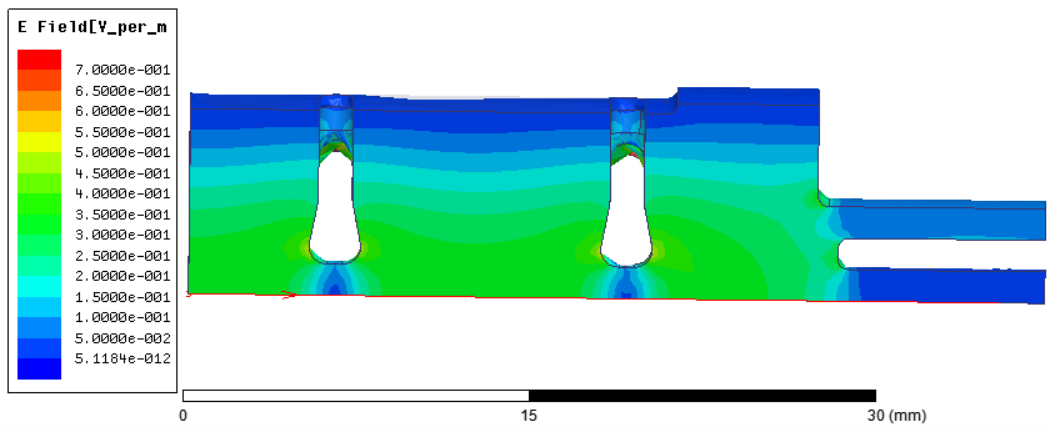 E Field[V_per_m
7.0000e-001
6.5000e-001
6.0000e-001
5.5000e-001
5.0000e-001
4.5000e-001
4.0000e-001
3.5000e-001
3.0000e-001
2.5000e-001
2.0000e-001
1.5000e-001
1.0000e-001
5.0000e-002
5.1184e-012
0 15 30 (mm)